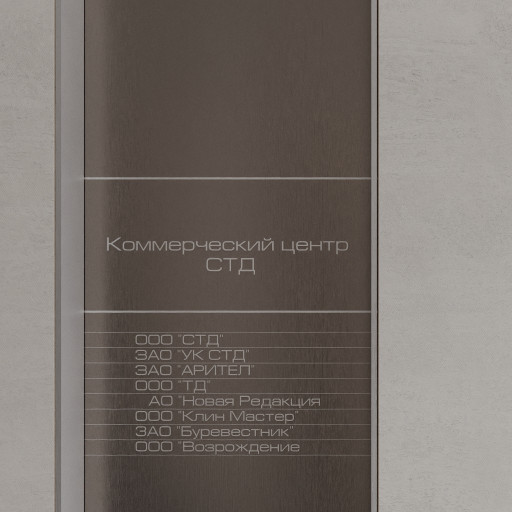 Коммерческий центр
СТД
ООО "СТД"
ЗАО "УК СТД"
ЗАО "АРИТЕЛ"
ООО "ТД"
АО "Новая Редакция
ООО "Клин Мастер"
ЗАО "Буревестник"
ООО "Возрождение